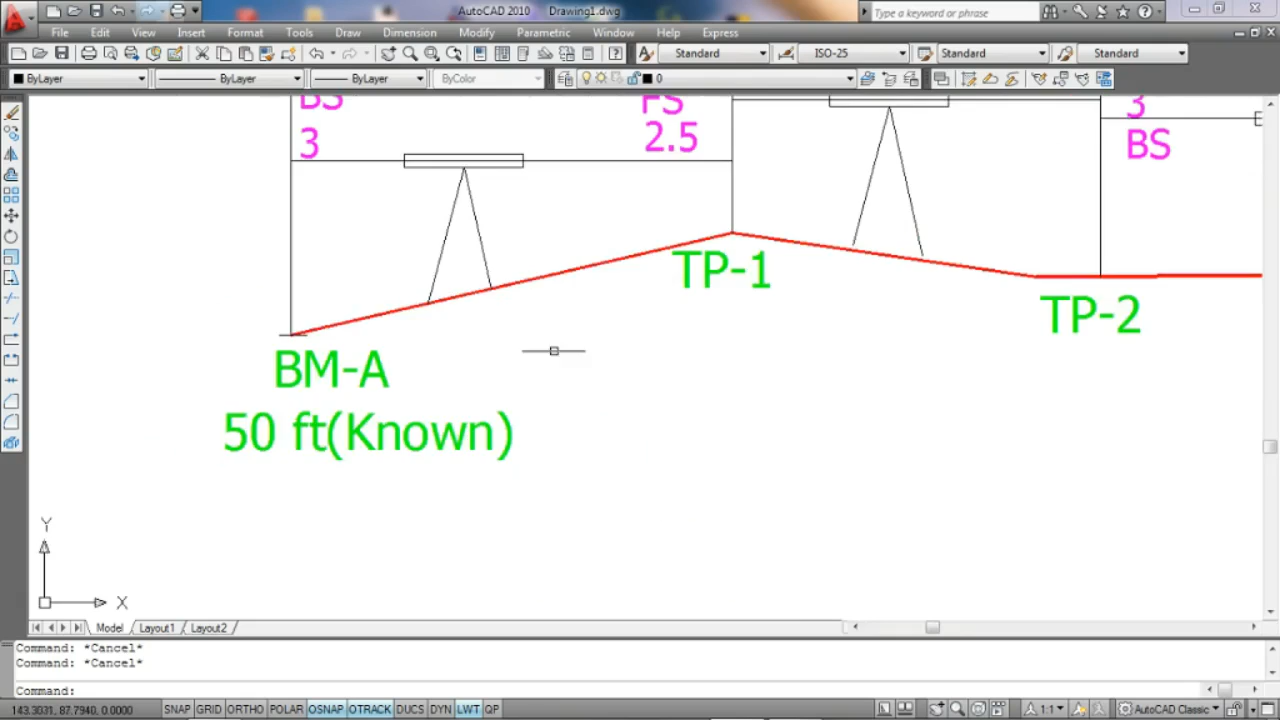 AutoCAD 2010 Drawing1.dwg
Type a keyword or phrase
File Edit View Insert Format Tools Draw Dimension Modify Parametric Window Help Express
Standard ISO-25 Standard Standard
ByLayer ByLayer ByLayer ByColor 0
BS FS 3
3 2.5 BS
TP-1
TP-2
BM-A
50 ft(Known)
Y
X
Model Layout1 Layout2
Command: *Cancel*
Command: *Cancel*
Command:
143.3031, 87.7940, 0.0000 SNAP GRID ORTHO POLAR OSNAP OTRACK DUCS DYN LWT QP 1:1 AutoCAD Classic